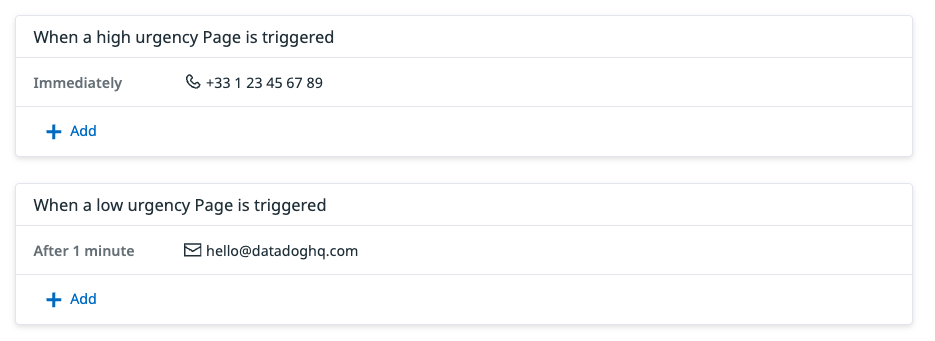 When a high urgency Page is triggered
Immediately +33 1 23 45 67 89
Add
When a low urgency Page is triggered
After 1 minute hello@datadoghq.com
Add